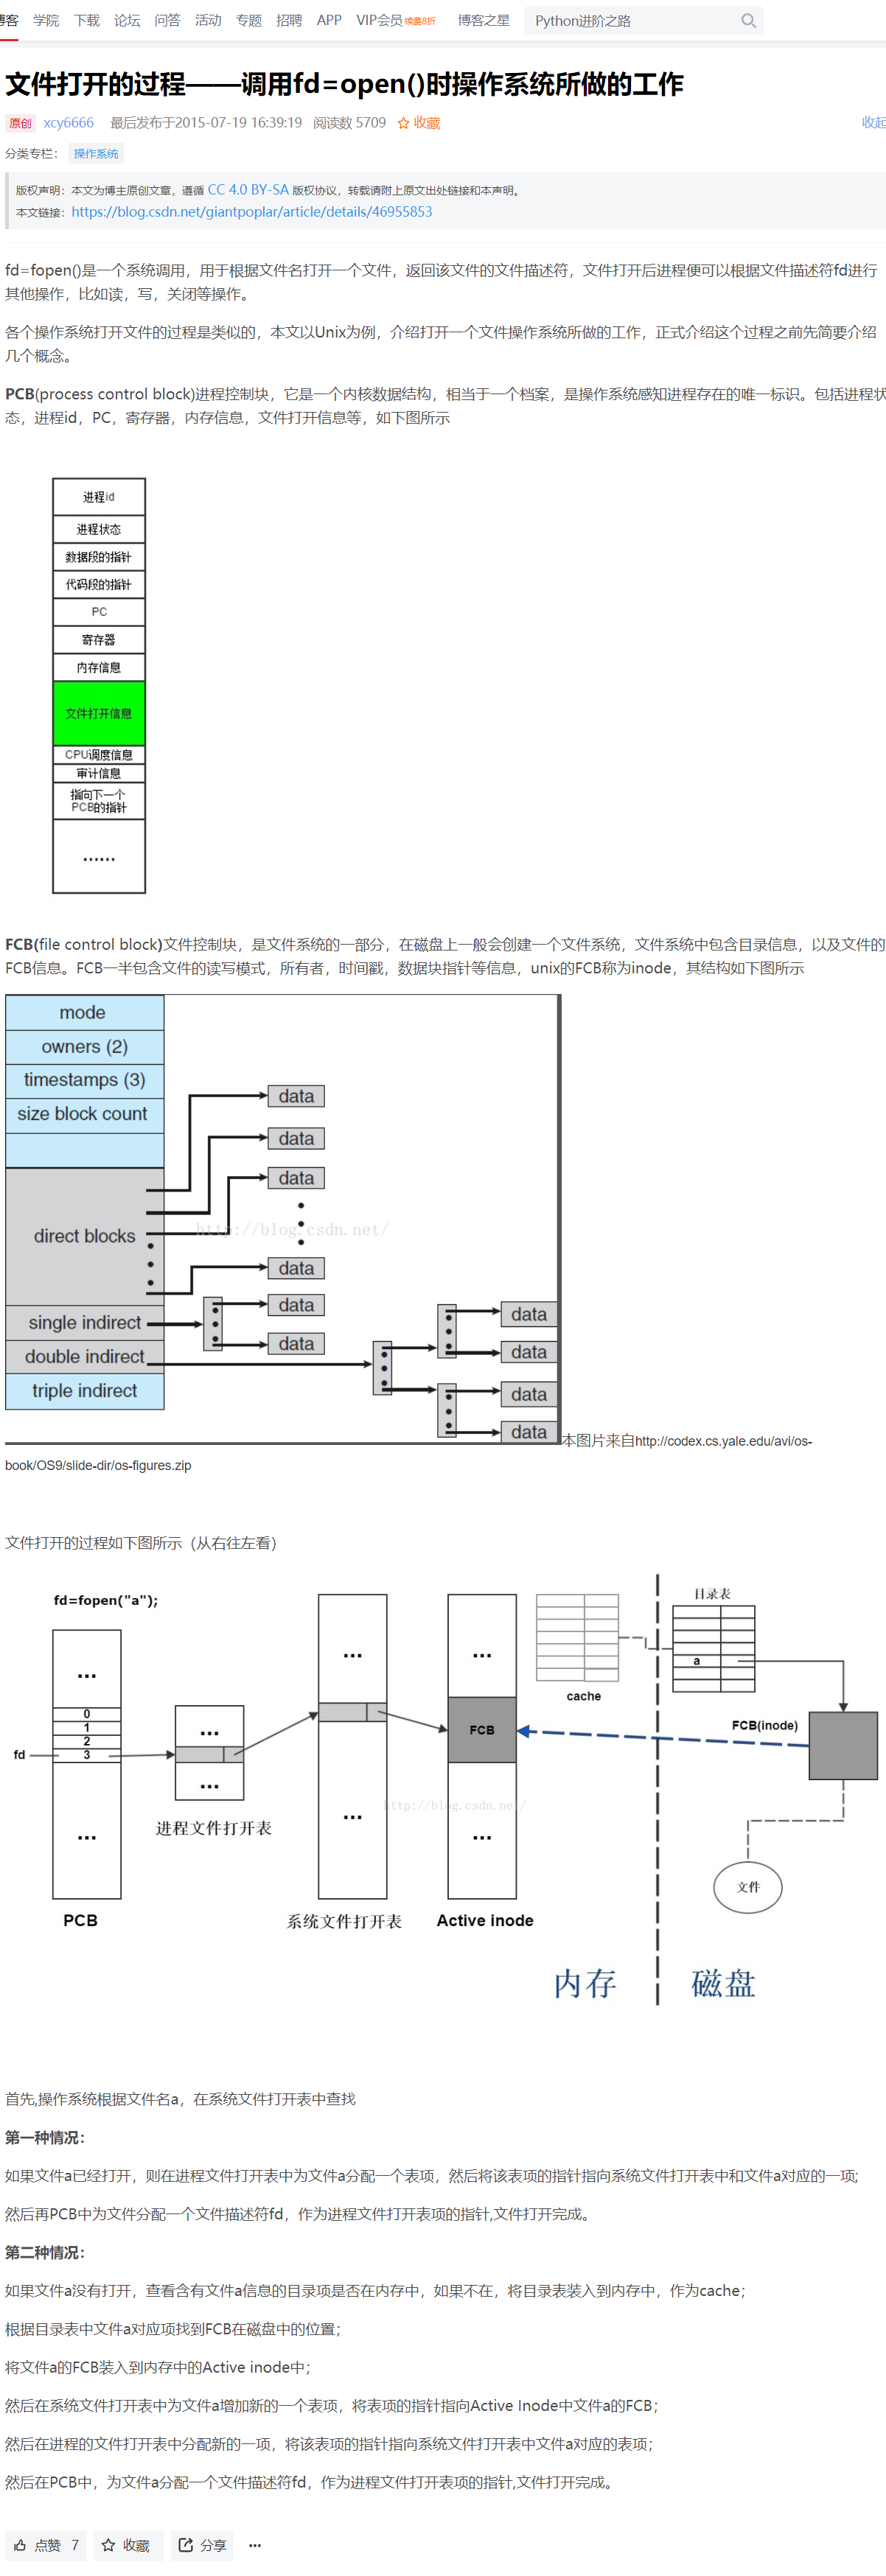 博客 学院 下载 论坛 问答 活动 专题 招聘 APP VIP会员 续费8折 博客之星 Python进阶之路
文件打开的过程——调用fd=open()时操作系统所做的工作
原创 xcy6666 最后发布于2015-07-19 16:39:19 阅读数 5709 收藏 收起
分类专栏： 操作系统
版权声明：本文为博主原创文章，遵循 CC 4.0 BY-SA 版权协议，转载请附上原文出处链接和本声明。
本文链接：https://blog.csdn.net/giantpoplar/article/details/46955853
fd=fopen()是一个系统调用，用于根据文件名打开一个文件，返回该文件的文件描述符，文件打开后进程便可以根据文件描述符fd进行
其他操作，比如读，写，关闭等操作。
各个操作系统打开文件的过程是类似的，本文以Unix为例，介绍打开一个文件操作系统所做的工作，正式介绍这个过程之前先简要介绍
几个概念。
PCB(process control block)进程控制块，它是一个内核数据结构，相当于一个档案，是操作系统感知进程存在的唯一标识。包括进程状
态，进程id，PC，寄存器，内存信息，文件打开信息等，如下图所示
进程id
进程状态
数据段的指针
代码段的指针
PC
寄存器
内存信息
文件打开信息
CPU调度信息
审计信息
指向下一个
PCB的指针
......
FCB(file control block)文件控制块，是文件系统的一部分，在磁盘上一般会创建一个文件系统，文件系统中包含目录信息，以及文件的
FCB信息。FCB一半包含文件的读写模式，所有者，时间戳，数据块指针等信息，unix的FCB称为inode，其结构如下图所示
mode
owners (2)
timestamps (3)
size block count
data
data
data
direct blocks
http://blog.csdn.net/
data
single indirect
data
data
double indirect
data
data
triple indirect
data
data
本图片来自http://codex.cs.yale.edu/avi/os-
book/OS9/slide-dir/os-figures.zip
文件打开的过程如下图所示（从右往左看）
fd=fopen("a");
目录表
...
...
...
a
cache
0
1
2
fd
3
...
...
FCB
FCB(inode)
进程文件打开表
http://blog.csdn.net/
...
...
...
文件
PCB
系统文件打开表
Active inode
内存
磁盘
首先,操作系统根据文件名a，在系统文件打开表中查找
第一种情况：
如果文件a已经打开，则在进程文件打开表中为文件a分配一个表项，然后将该表项的指针指向系统文件打开表中和文件a对应的一项;
然后再PCB中为文件分配一个文件描述符fd，作为进程文件打开表项的指针,文件打开完成。
第二种情况：
如果文件a没有打开，查看含有文件a信息的目录项是否在内存中，如果不在，将目录表装入到内存中，作为cache；
根据目录表中文件a对应项找到FCB在磁盘中的位置；
将文件a的FCB装入到内存中的Active inode中；
然后在系统文件打开表中为文件a增加新的一个表项，将表项的指针指向Active Inode中文件a的FCB；
然后在进程的文件打开表中分配新的一项，将该表项的指针指向系统文件打开表中文件a对应的表项；
然后在PCB中，为文件a分配一个文件描述符fd，作为进程文件打开表项的指针,文件打开完成。
点赞 7 收藏 分享 ...